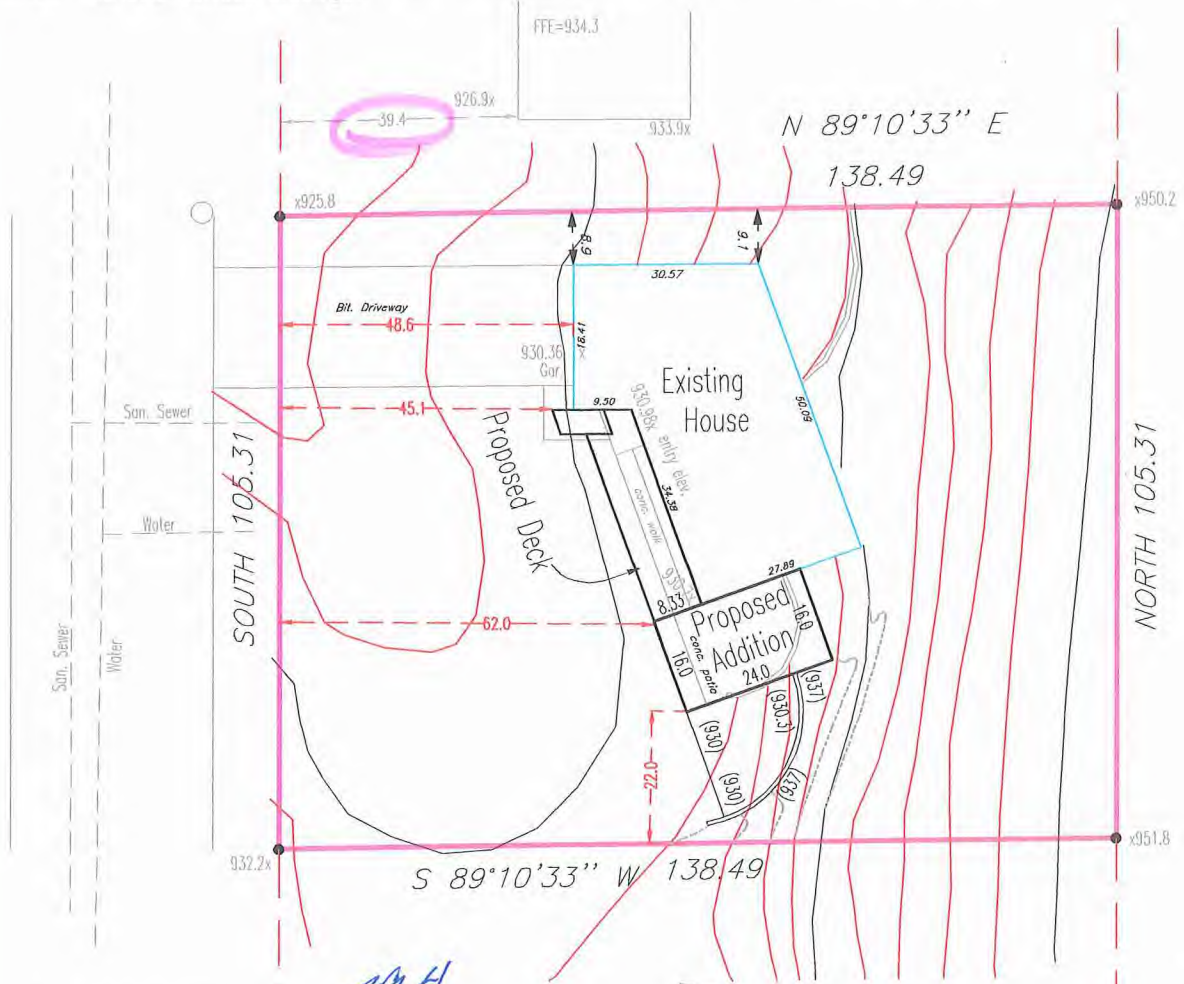 FFE=934.3
926.9x
39.4
933.9x
N 89°10'33" E
138.49
x925.8
x950.2
8.9
9.1
30.57
Bit. Driveway
48.6
18.41
930.36
x
Gar.
Existing
House
9.50
45.1
San. Sewer
930.98x entry elev.
50.09
Proposed Deck
conc. walk
34.38
SOUTH 105.31
NORTH 105.31
Water
27.89
8.33
Proposed
Addition
16.0
62.0
San. Sewer
Water
conc. patio
16.0
24.0
(937)
(930.3)
(930)
(937)
(930)
22.0
932.2x
x951.8
S 89°10'33" W 138.49